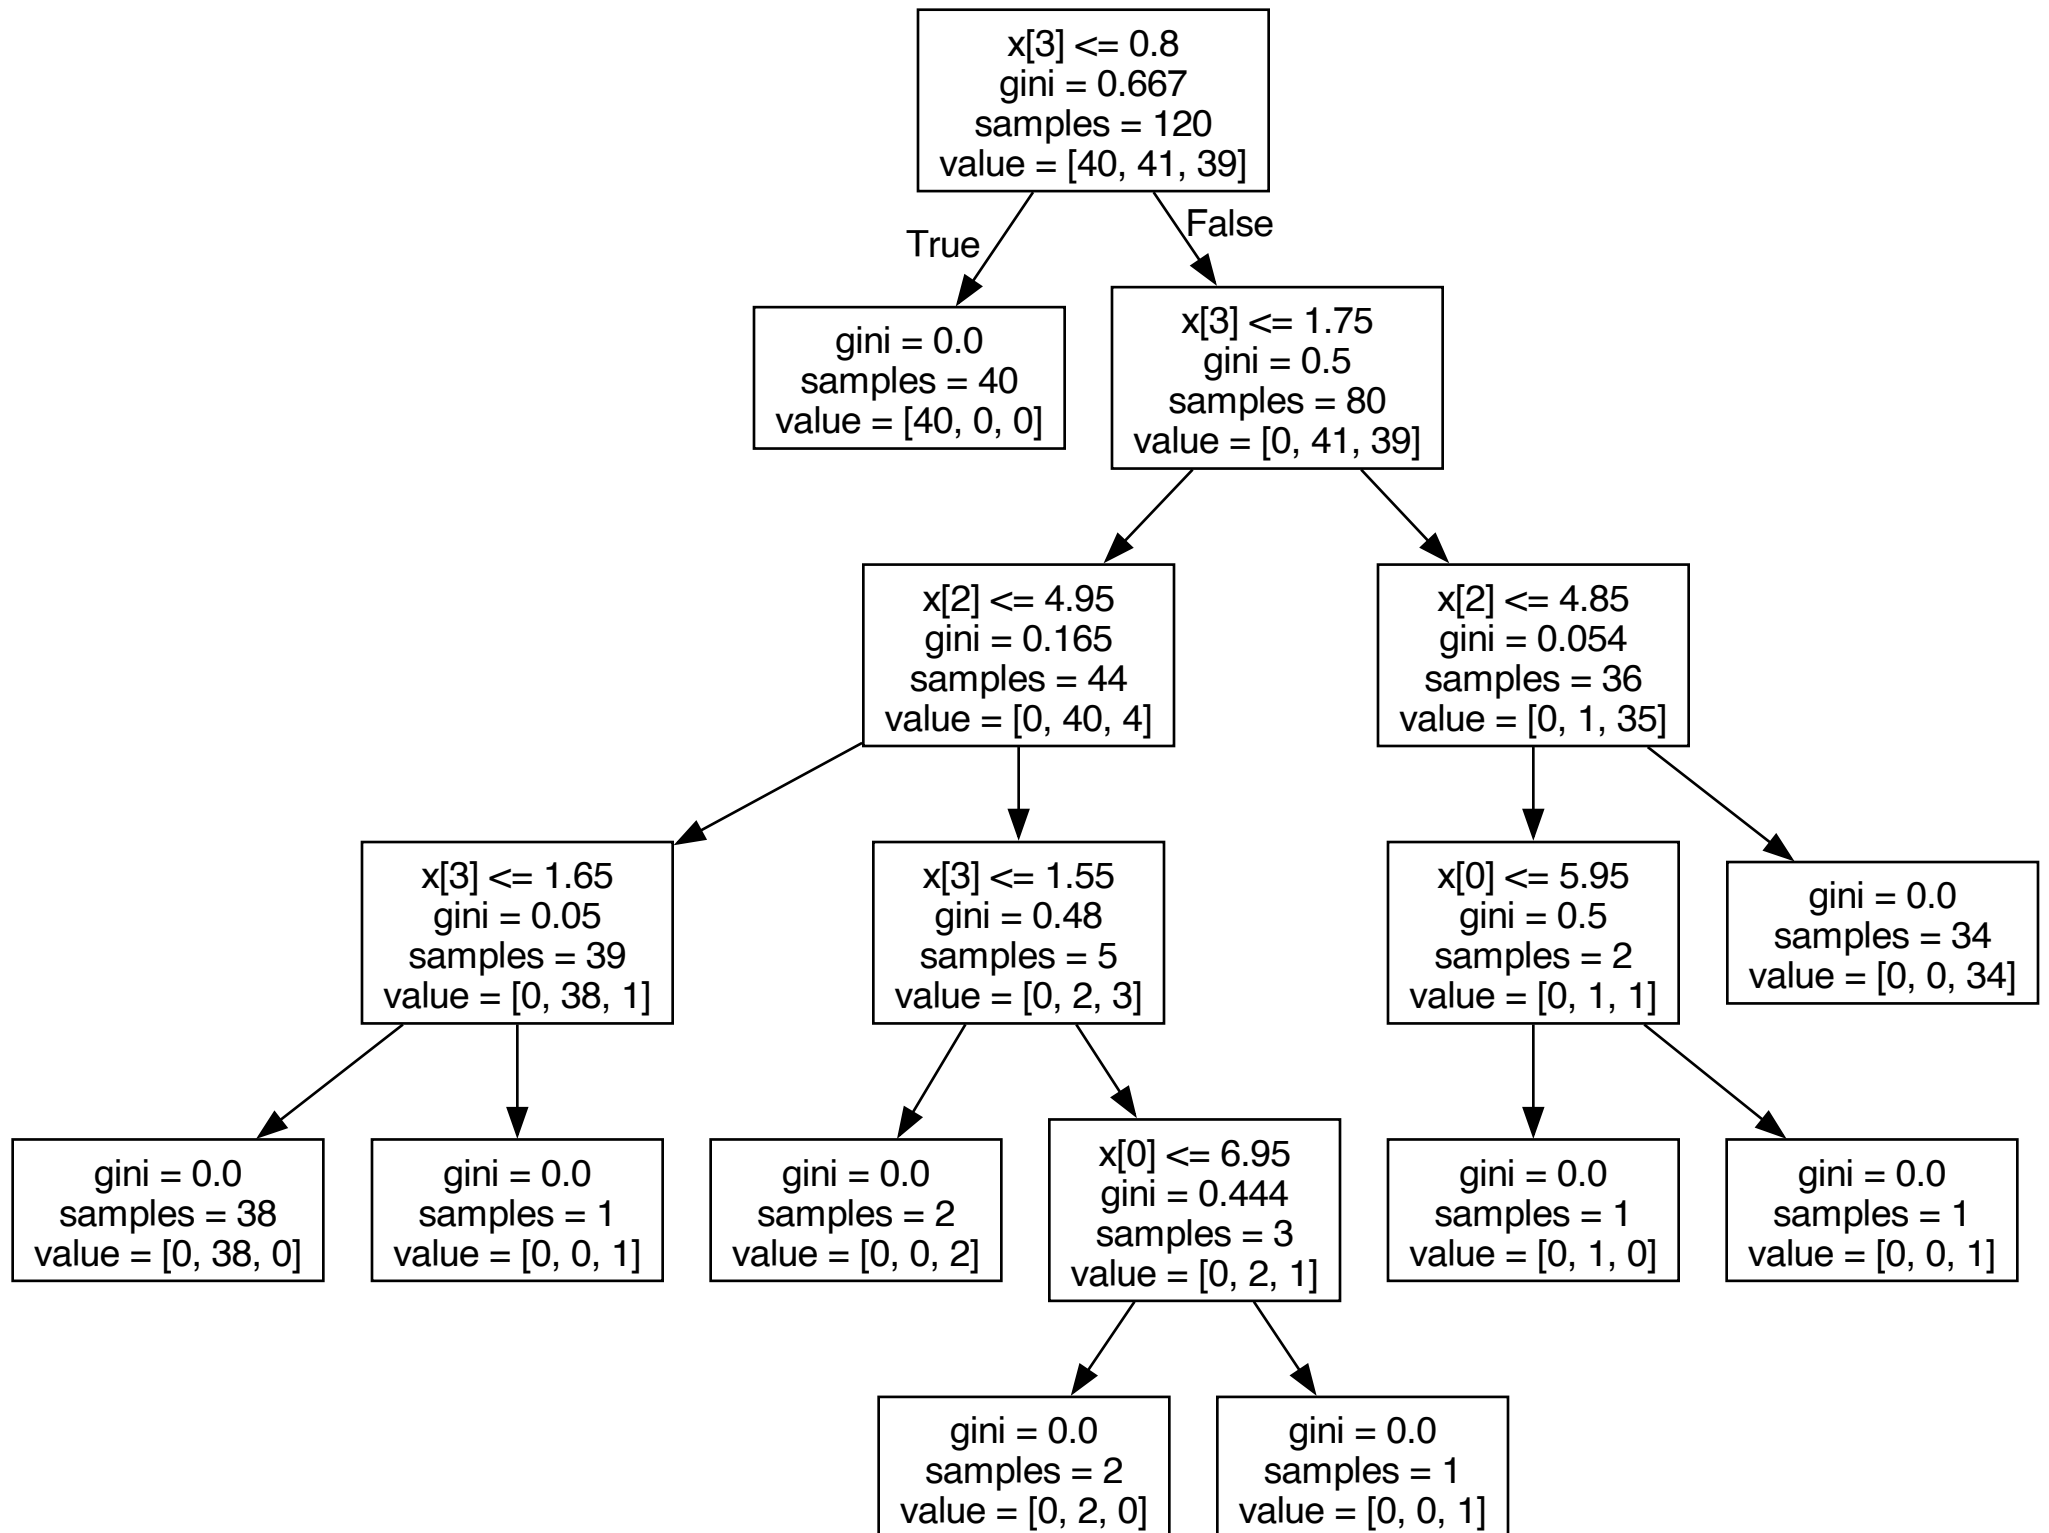 x[3] <= 0.8
gini = 0.667
samples = 120
value = [40, 41, 39]
True
False
gini = 0.0
samples = 40
value = [40, 0, 0]
x[3] <= 1.75
gini = 0.5
samples = 80
value = [0, 41, 39]
x[2] <= 4.95
gini = 0.165
samples = 44
value = [0, 40, 4]
x[2] <= 4.85
gini = 0.054
samples = 36
value = [0, 1, 35]
x[3] <= 1.65
gini = 0.05
samples = 39
value = [0, 38, 1]
x[3] <= 1.55
gini = 0.48
samples = 5
value = [0, 2, 3]
x[0] <= 5.95
gini = 0.5
samples = 2
value = [0, 1, 1]
gini = 0.0
samples = 34
value = [0, 0, 34]
gini = 0.0
samples = 38
value = [0, 38, 0]
gini = 0.0
samples = 1
value = [0, 0, 1]
gini = 0.0
samples = 2
value = [0, 0, 2]
x[0] <= 6.95
gini = 0.444
samples = 3
value = [0, 2, 1]
gini = 0.0
samples = 1
value = [0, 1, 0]
gini = 0.0
samples = 1
value = [0, 0, 1]
gini = 0.0
samples = 2
value = [0, 2, 0]
gini = 0.0
samples = 1
value = [0, 0, 1]